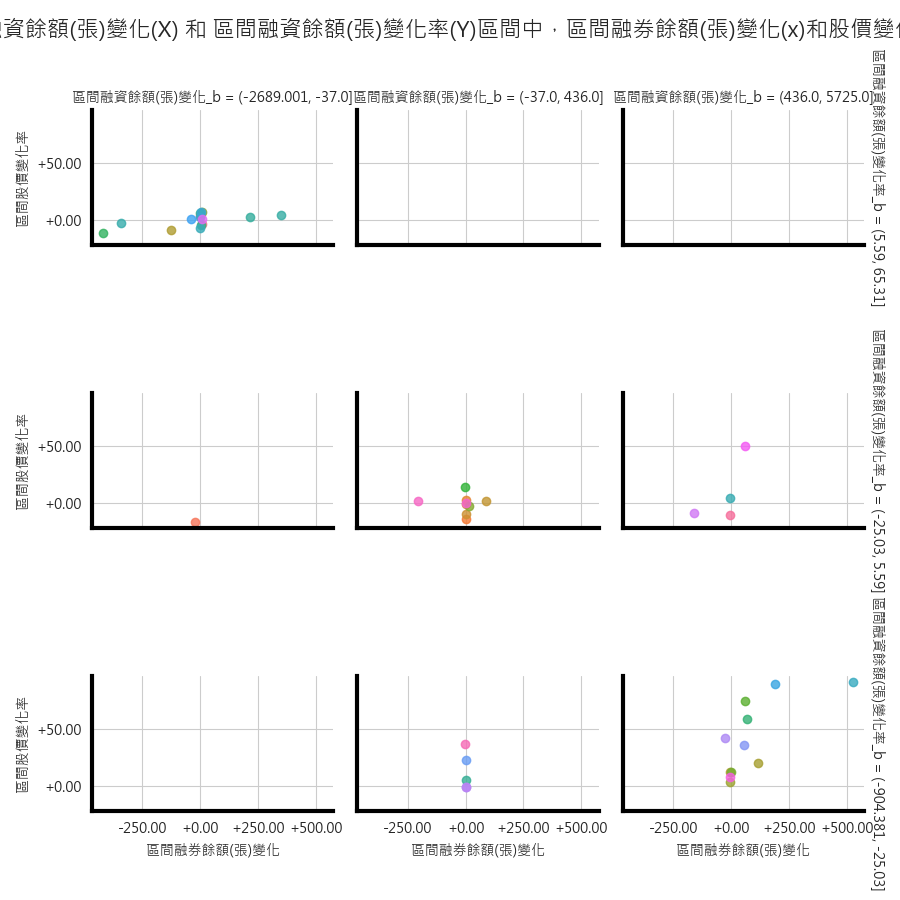 資餘額(張)變化(X) 和 區間融資餘額(張)變化率(Y)區間中，區間融券餘額(張)變化(x)和股價變
區間融資餘額(張)變化_b = (-2689.001, -37.0]
區間融資餘額(張)變化_b = (-37.0, 436.0]
區間融資餘額(張)變化_b = (436.0, 5725.0]
區間融資餘額(張)變化率_b = (5.59, 65.31]
區間股價變化率
+50.00
+0.00
區間融資餘額(張)變化率_b = (-25.03, 5.59]
區間股價變化率
+50.00
+0.00
區間融資餘額(張)變化率_b = (-904.381, -25.03]
區間股價變化率
+50.00
+0.00
-250.00 +0.00 +250.00 +500.00
-250.00 +0.00 +250.00 +500.00
-250.00 +0.00 +250.00 +500.00
區間融券餘額(張)變化
區間融券餘額(張)變化
區間融券餘額(張)變化